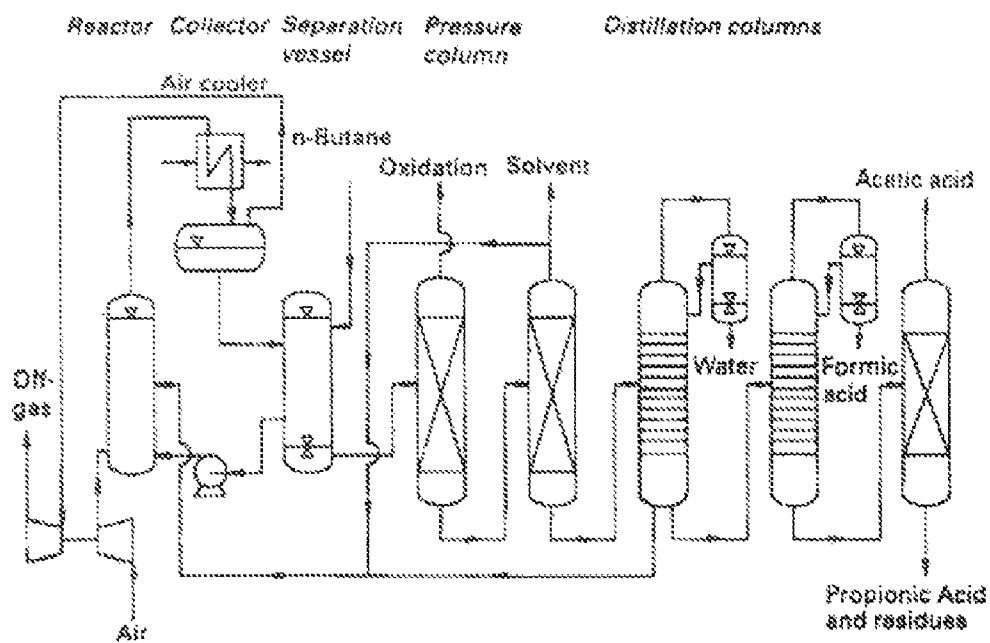 Reactor Collector Separation vessel Pressure column Distillation columns
Air cooler
n-Butane
Oxidation
Solvent
Acetic acid
Off-
gas
Water
Formic
acid
Air
Propionic Acid
and residues